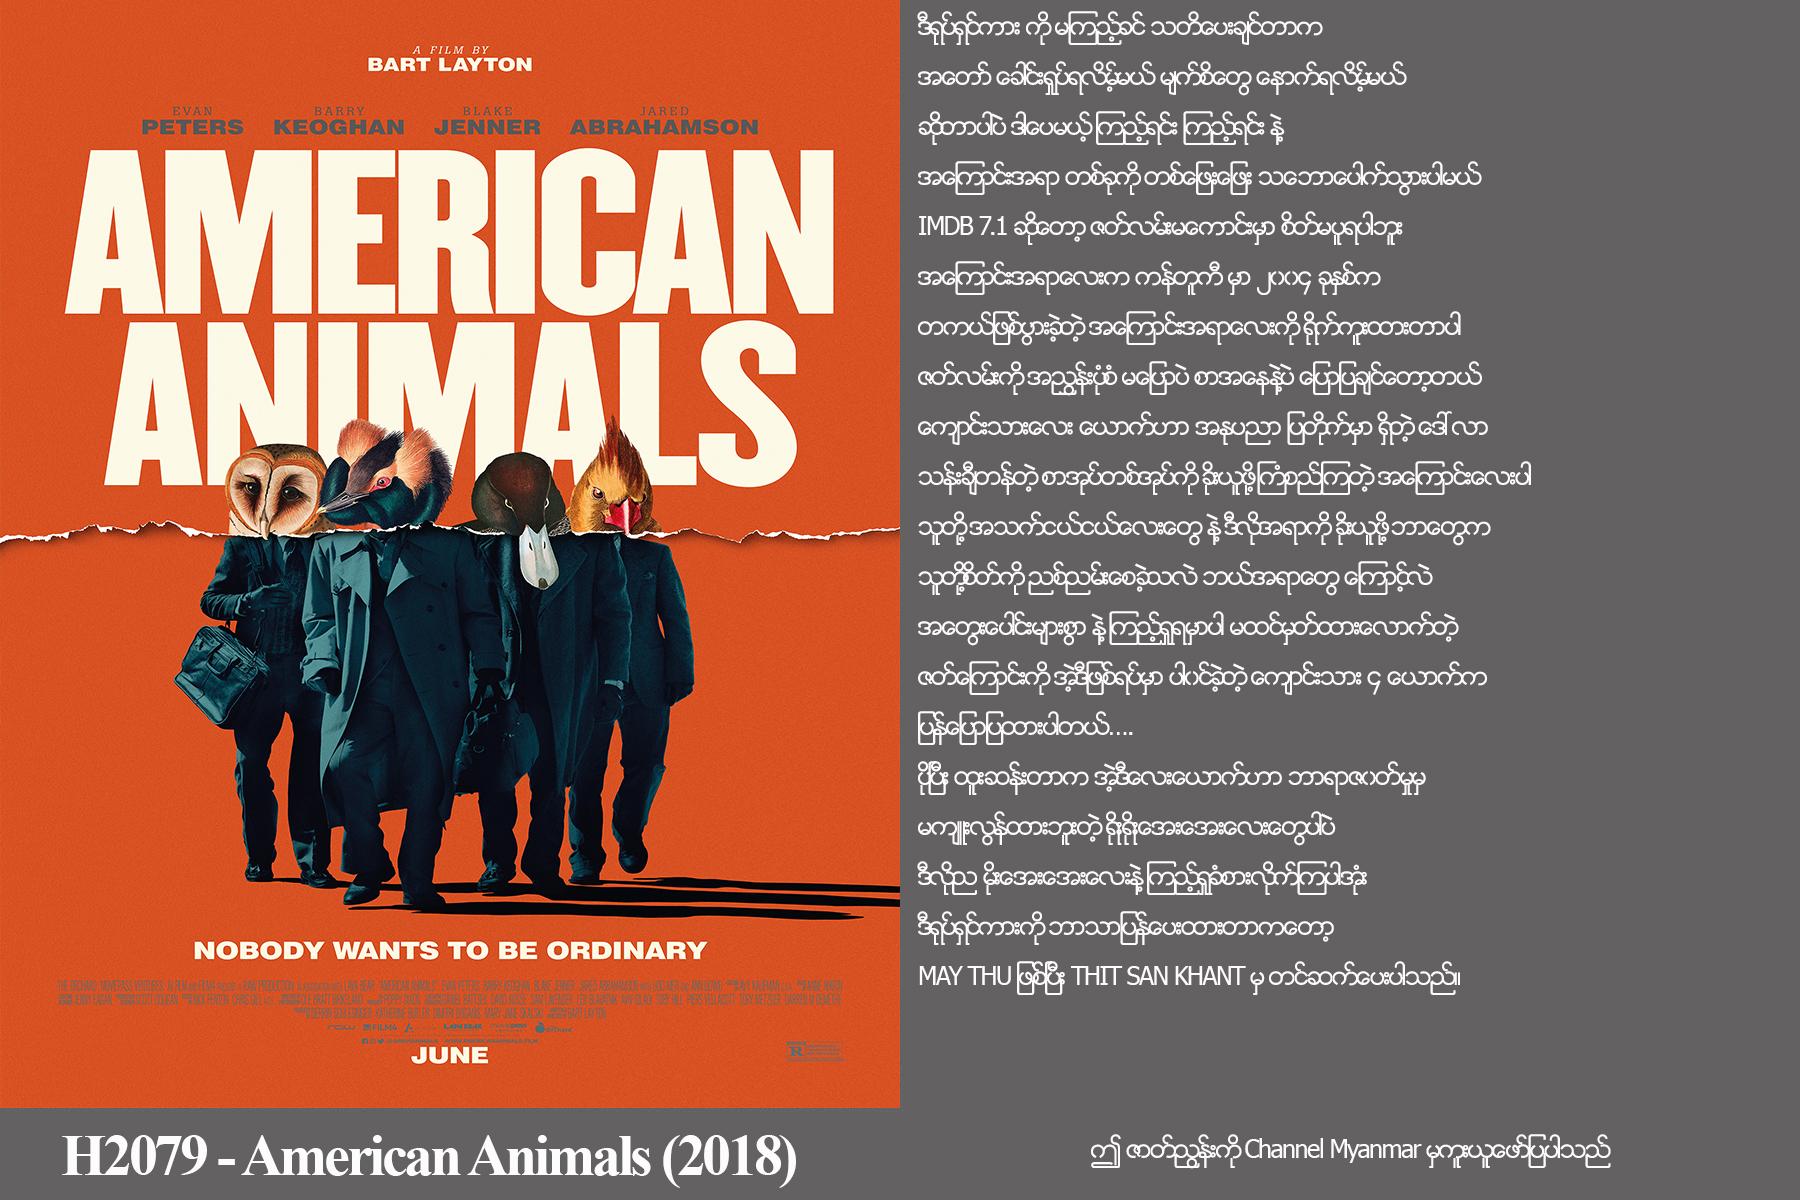 A FILM BY
BART LAYTON
EVAN PETERS BARRY KEOGHAN BLAKE JENNER JARED ABRAHAMSON
AMERICAN
ANIMALS
NOBODY WANTS TO BE ORDINARY
JUNE
R
ဒီရုပ်ရှင်ကား ကို မကြည့်ခင် သတိပေးချင်တာက
အတော် ခေါင်းရှုပ်ရလိမ့်မယ် မျက်စိတွေ နောက်ရလိမ့်မယ်
ဆိုတာပါပဲ ဒါပေမယ့် ကြည့်ရင်း ကြည့်ရင်း နဲ့
အကြောင်းအရာ တစ်ခုကို တစ်ဖြေးဖြေး သဘောပေါက်သွားပါမယ်
IMDB 7.1 ဆိုတော့ ဇတ်လမ်းမကောင်းမှာ စိတ်မပူရပါဘူး
အကြောင်းအရာလေးက ကန်တူကီ မှာ ၂၀၀၄ ခုနှစ်က
တကယ်ဖြစ်ပွားခဲ့တဲ့ အကြောင်းအရာလေးကို ရိုက်ကူးထားတာပါ
ဇတ်လမ်းကို အညွှန်းပုံစံ မပြောပဲ စာအနေနဲ့ပဲ ပြောပြချင်တော့တယ်
ကျောင်းသားလေး ယောက်ဟာ အနုပညာ ပြတိုက်မှာ ရှိတဲ့ ဒေါ်လာ
သန်းချီတန်တဲ့ စာအုပ်တစ်အုပ်ကို ခိုးယူဖို့ကြံစည်ကြတဲ့ အကြောင်းလေးပါ
သူတို့ အသက်ငယ်ငယ်လေးတွေ နဲ့ ဒီလိုအရာကို ခိုးယူဖို့ ဘာတွေက
သူတို့စိတ်ကို ညစ်ညမ်းစေခဲ့သလဲ ဘယ်အရာတွေ ကြောင့်လဲ
အတွေးပေါင်းများစွာ နဲ့ ကြည့်ရှုရမှာပါ မထင်မှတ်ထားလောက်တဲ့
ဇတ်ကြောင်းကို အဲ့ဒီဖြစ်ရပ်မှာ ပါဝင်ခဲ့တဲ့ ကျောင်းသား ၄ ယောက်က
ပြန်ပြောပြထားပါတယ်....
ပိုပြီး ထူးဆန်းတာက အဲ့ဒီလေးယောက်ဟာ ဘာရာဇဝတ်မှုမှ
မကျူးလွန်ထားဘူးတဲ့ ရိုးရိုးအေးအေးလေးတွေပါပဲ
ဒီလိုည မိုးအေးအေးလေးနဲ့ ကြည့်ရှုခံစားလိုက်ကြပါအုံး
ဒီရုပ်ရှင်ကားကို ဘာသာပြန်ပေးထားတာကတော့
MAY THU ဖြစ်ပြီး THIT SAN KHANT မှ တင်ဆက်ပေးပါသည်။
H2079 - American Animals (2018)
ဤ ဇာတ်ညွှန်းကို Channel Myanmar မှကူးယူဖော်ပြပါသည်